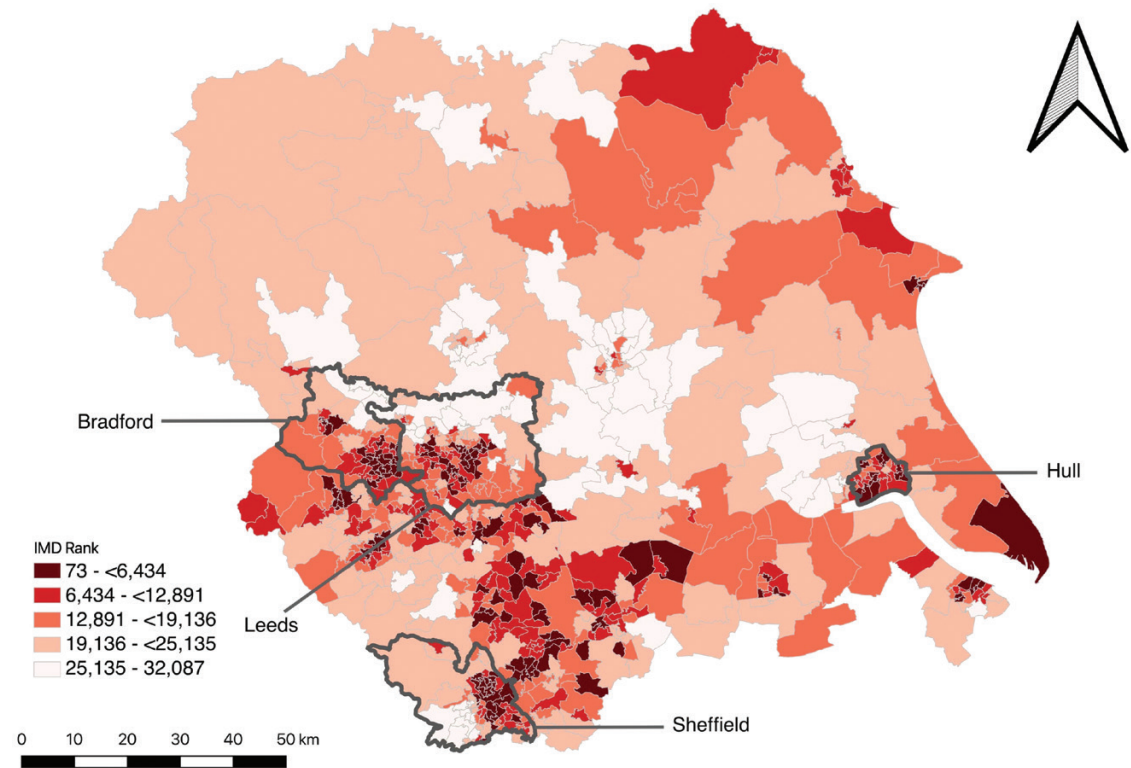 Bradford
Hull
IMD Rank
73 - <6,434
6,434 - <12,891
12,891 - <19,136
19,136 - <25,135
25,135 - 32,087
Leeds
Sheffield
0 10 20 30 40 50 km